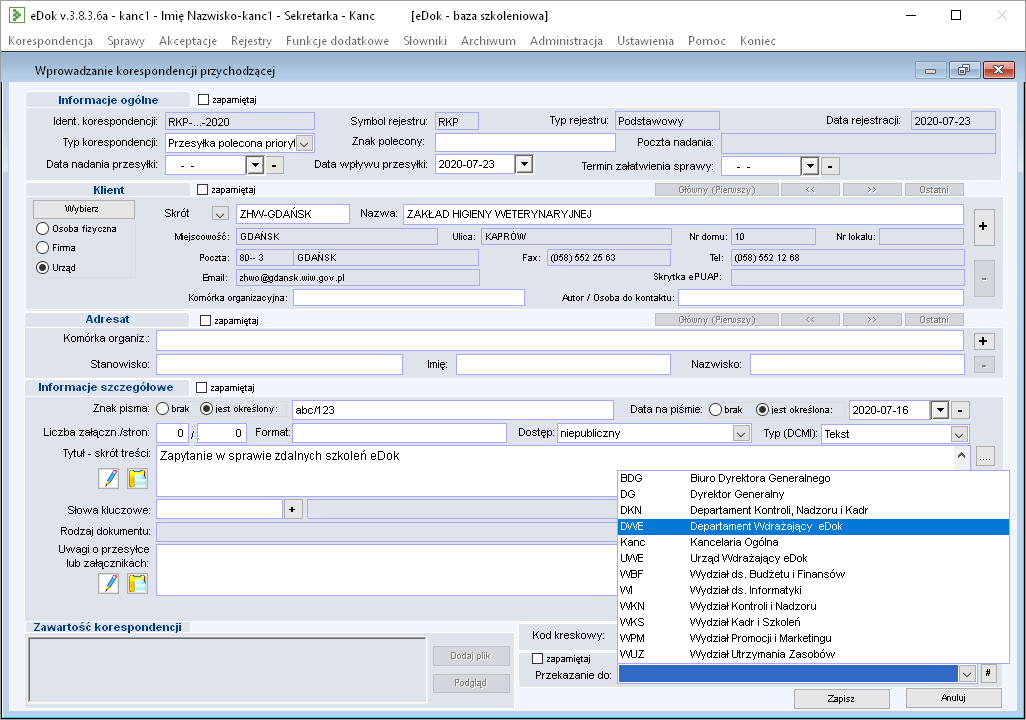 eDok v.3.8.3.6a - kanc1 - Imię Nazwisko-kanc1 - Sekretarka - Kanc [eDok - baza szkoleniowa]
Korespondencja Sprawy Akceptacje Rejestry Funkcje dodatkowe Słowniki Archiwum Administracja Ustawienia Pomoc Koniec
Wprowadzanie korespondencji przychodzącej
Informacje ogólne zapamiętaj
Ident. korespondencji: RKP-...-2020 Symbol rejestru: RKP Typ rejestru: Podstawowy Data rejestracji: 2020-07-23
Typ korespondencji: Przesyłka polecona prioryt Znak polecony: Poczta nadania:
Data nadania przesyłki: - - - Data wpływu przesyłki: 2020-07-23 Termin załatwienia sprawy: - - -
Klient zapamiętaj Główny (Pierwszy) << >> Ostatni
Wybierz Skrót ZHW-GDAŃSK Nazwa: ZAKŁAD HIGIENY WETERYNARYJNEJ +
Osoba fizyczna Miejscowość: GDAŃSK Ulica: KAPRÓW Nr domu: 10 Nr lokalu:
Firma Poczta: 80-- 3 GDAŃSK Fax: (058) 552 25 63 Tel: (058) 552 12 68
Urząd Email: zhwo@gdansk.wiw.gov.pl Skrytka ePUAP: -
Komórka organizacyjna: Autor / Osoba do kontaktu:
Adresat zapamiętaj Główny (Pierwszy) << >> Ostatni
Komórka organiz.: +
Stanowisko: Imię: Nazwisko: -
Informacje szczegółowe zapamiętaj
Znak pisma: brak jest określony: abc/123 Data na piśmie: brak jest określona: 2020-07-16 -
Liczba załączn./stron: 0 / 0 Format: Dostęp: niepubliczny Typ (DCMI): Tekst
Tytuł - skrót treści: Zapytanie w sprawie zdalnych szkoleń eDok ....
Słowa kluczowe: +
Rodzaj dokumentu:
Uwagi o przesyłce
lub załącznikach:
BDG Biuro Dyrektora Generalnego
DG Dyrektor Generalny
DKN Departament Kontroli, Nadzoru i Kadr
DWE Departament Wdrażający eDok
Kanc Kancelaria Ogólna
UWE Urząd Wdrażający eDok
WBF Wydział ds. Budżetu i Finansów
WI Wydział ds. Informatyki
WKN Wydział Kontroli i Nadzoru
WKS Wydział Kadr i Szkoleń
WPM Wydział Promocji i Marketingu
WUZ Wydział Utrzymania Zasobów
Zawartość korespondencji
Dodaj plik
Podgląd
Kod kreskowy:
zapamiętaj
Przekazanie do: #
Zapisz Anuluj